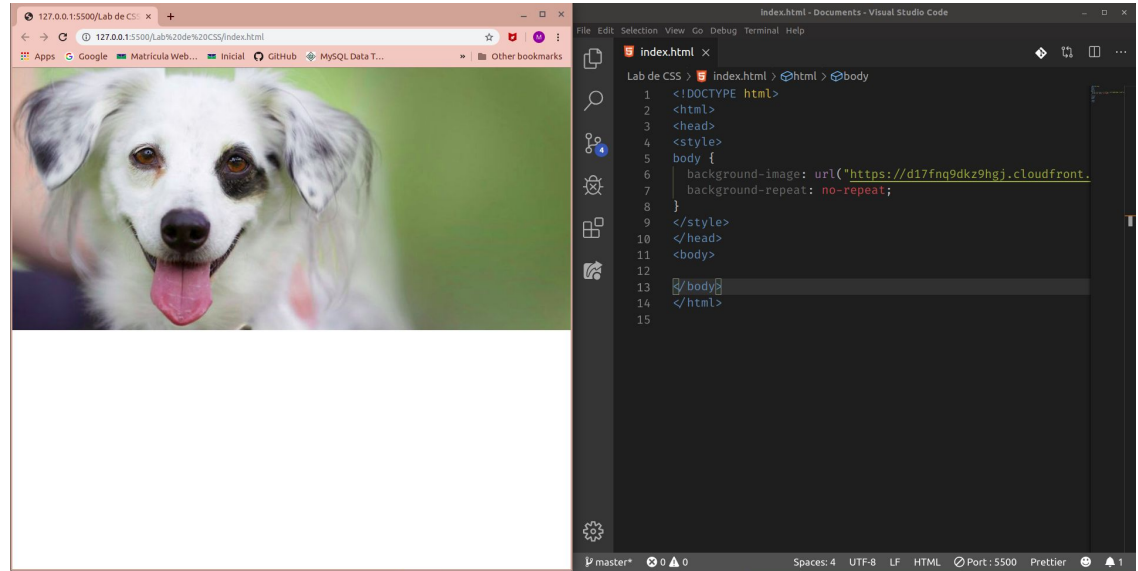 127.0.0.1:5500/Lab de CSS
127.0.0.1:5500/Lab%20de%20CSS/index.html
Apps Google Matricula Web... Inicial GitHub MySQL Data T... » Other bookmarks
index.html - Documents - Visual Studio Code
File Edit Selection View Go Debug Terminal Help
index.html
Lab de CSS > index.html > html > body
1 <!DOCTYPE html>
2 <html>
3 <head>
4 <style>
5 body {
6 background-image: url("https://d17fnq9dkz9hgj.cloudfront.
7 background-repeat: no-repeat;
8 }
9 </style>
10 </head>
11 <body>
12
13 </body>
14 </html>
15
4
master* 0 0 Spaces: 4 UTF-8 LF HTML Port : 5500 Prettier 1